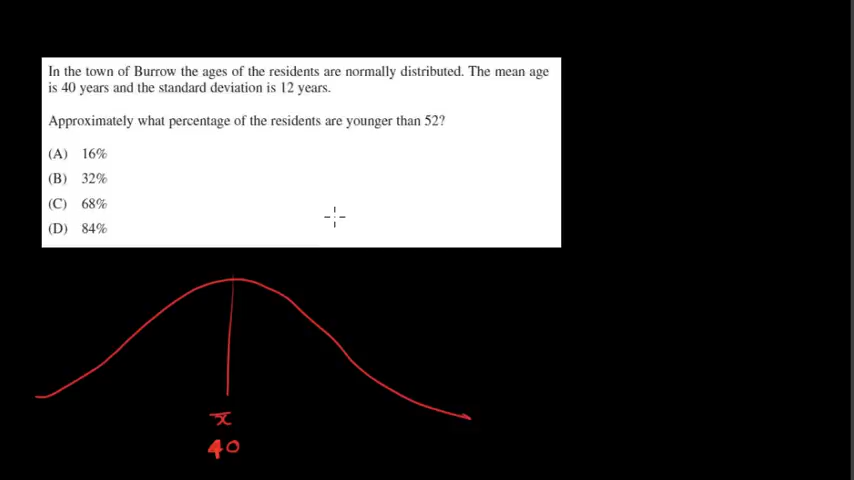 In the town of Burrow the ages of the residents are normally distributed. The mean age
is 40 years and the standard deviation is 12 years.
Approximately what percentage of the residents are younger than 52?
(A) 16%
(B) 32%
(C) 68%
(D) 84%
x̄
40